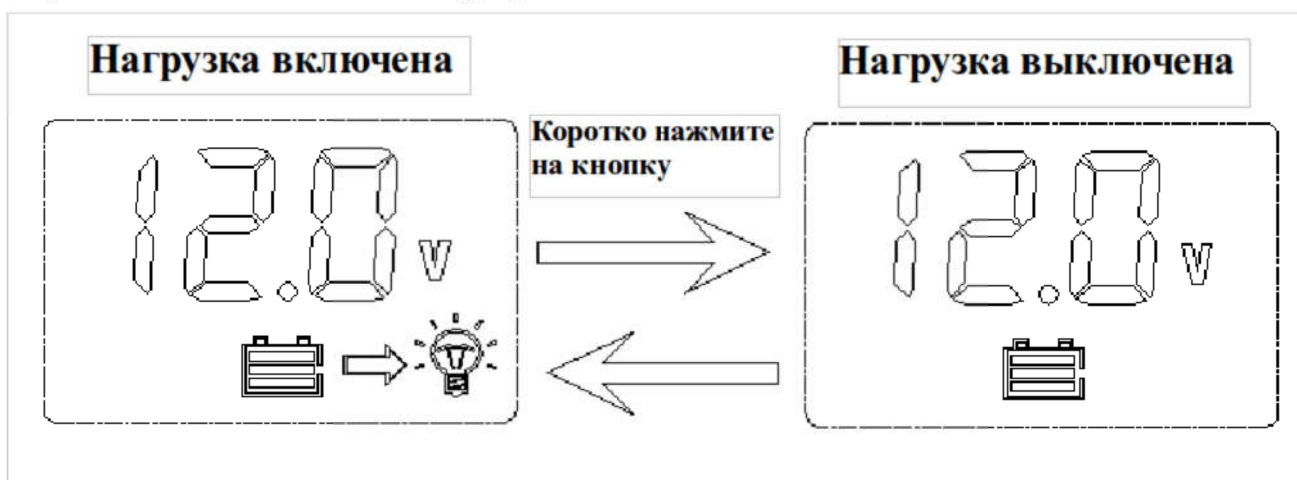 Нагрузка включена
Нагрузка выключена
Коротко нажмите
на кнопку
12.0 V
12.0 V